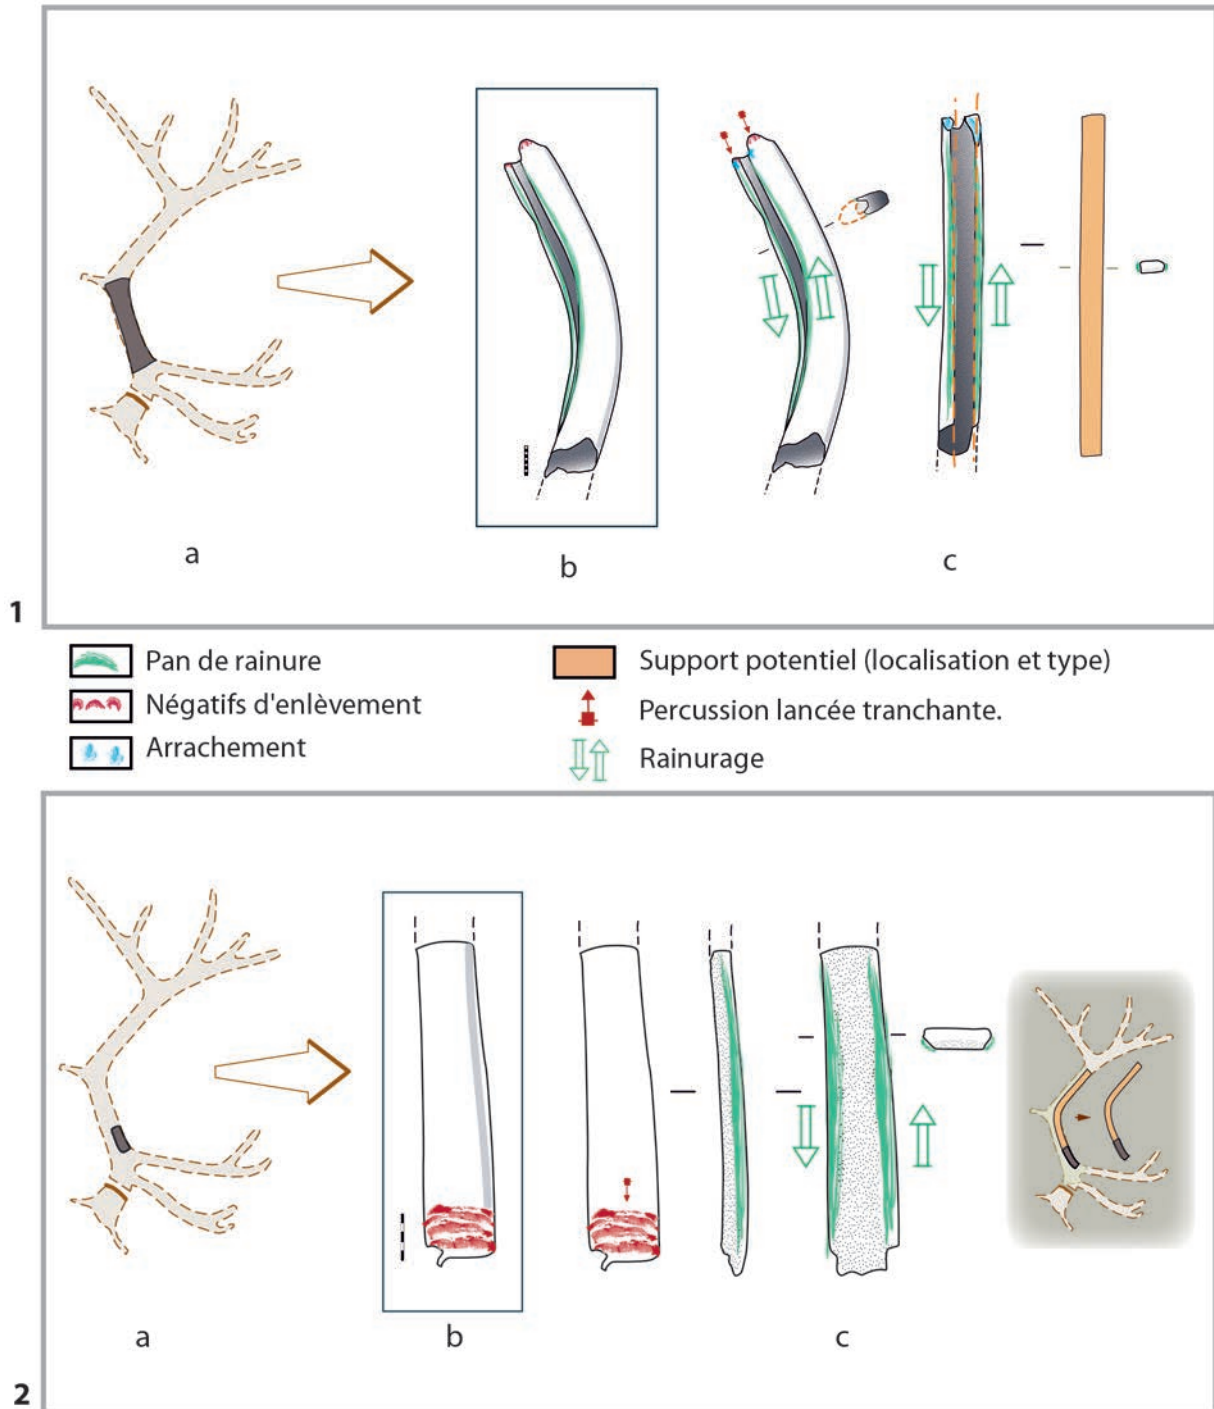 a
b
c
1
Pan de rainure
Négatifs d'enlèvement
Arrachement
Support potentiel (localisation et type)
Percussion lancée tranchante.
Rainurage
a
b
c
2